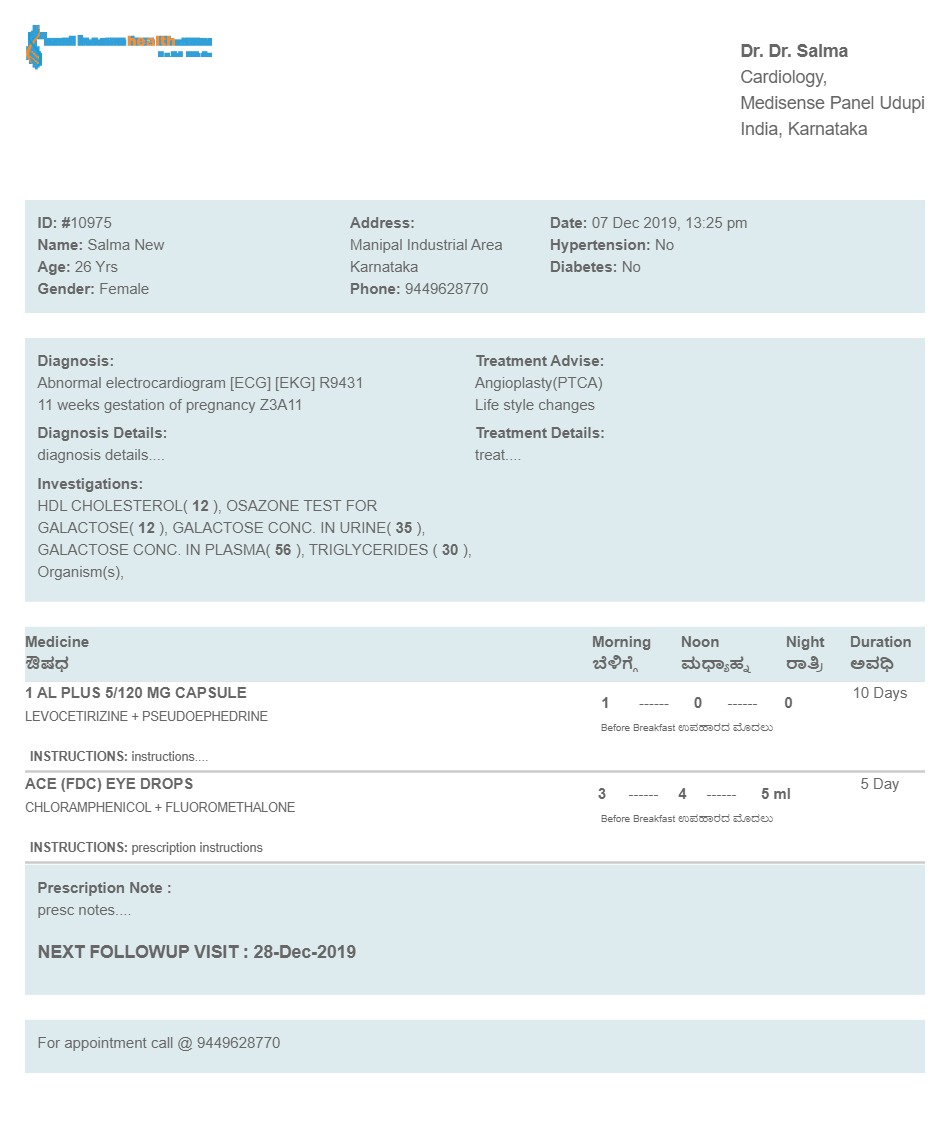 health
Dr. Dr. Salma
Cardiology,
Medisense Panel Udupi
India, Karnataka
ID: #10975
Name: Salma New
Age: 26 Yrs
Gender: Female
Address:
Manipal Industrial Area
Karnataka
Phone: 9449628770
Date: 07 Dec 2019, 13:25 pm
Hypertension: No
Diabetes: No
Diagnosis:
Abnormal electrocardiogram [ECG] [EKG] R9431
11 weeks gestation of pregnancy Z3A11
Diagnosis Details:
diagnosis details....
Investigations:
HDL CHOLESTEROL( 12 ), OSAZONE TEST FOR
GALACTOSE( 12 ), GALACTOSE CONC. IN URINE( 35 ),
GALACTOSE CONC. IN PLASMA( 56 ), TRIGLYCERIDES ( 30 ),
Organism(s),
Treatment Advise:
Angioplasty(PTCA)
Life style changes
Treatment Details:
treat....
Medicine Morning Noon Night Duration
ಔಷಧ ಬೆಳಿಗ್ಗೆ ಮಧ್ಯಾಹ್ನ ರಾತ್ರಿ ಅವಧಿ
1 AL PLUS 5/120 MG CAPSULE 1 ------ 0 ------ 0 10 Days
LEVOCETIRIZINE + PSEUDOEPHEDRINE
Before Breakfast ಉಪಹಾರದ ಮೊದಲು
INSTRUCTIONS: instructions....
ACE (FDC) EYE DROPS 3 ------ 4 ------ 5 ml 5 Day
CHLORAMPHENICOL + FLUOROMETHALONE
Before Breakfast ಉಪಹಾರದ ಮೊದಲು
INSTRUCTIONS: prescription instructions
Prescription Note :
presc notes....
NEXT FOLLOWUP VISIT : 28-Dec-2019
For appointment call @ 9449628770